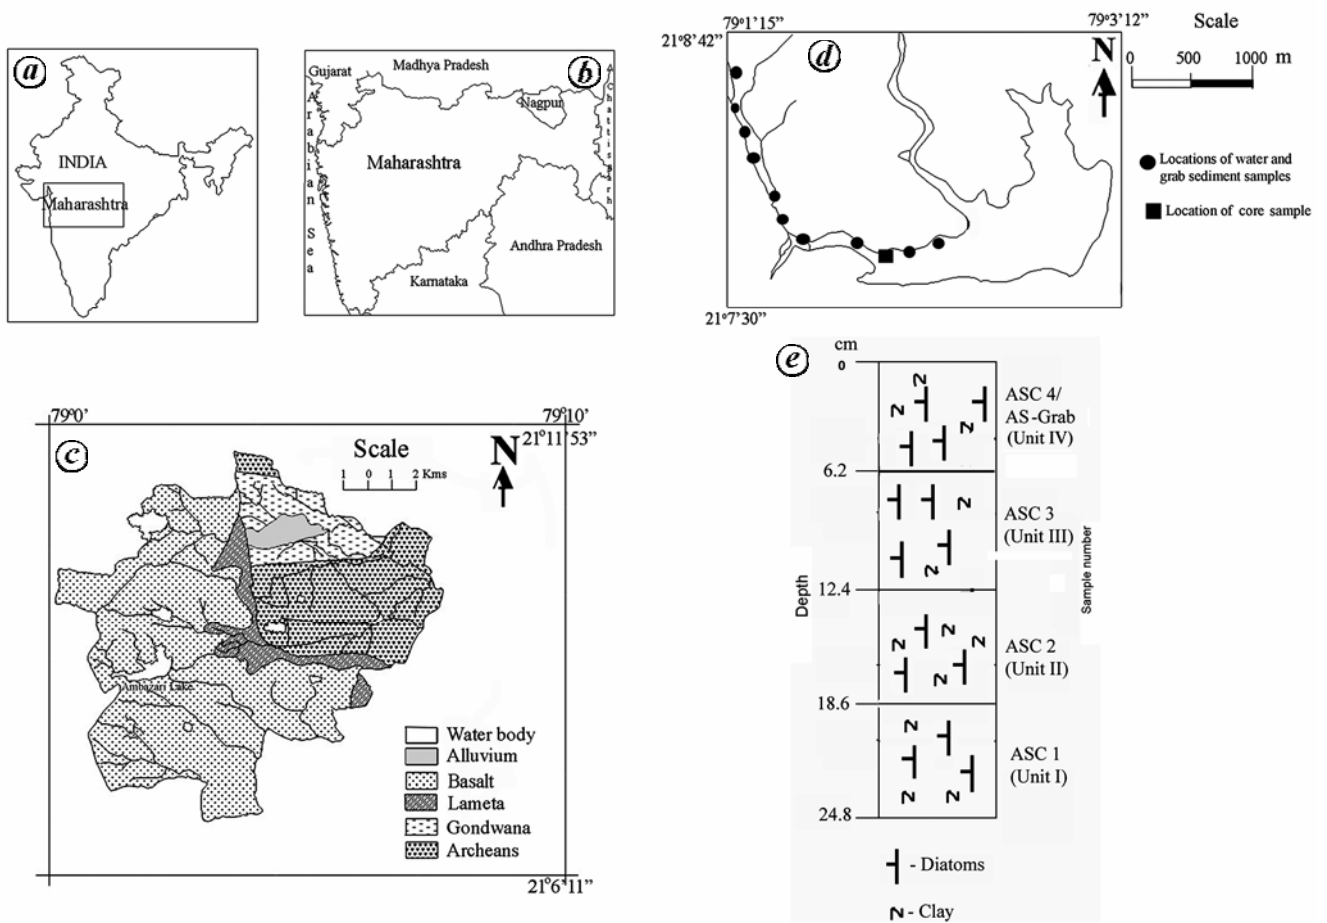 a
INDIA
Maharashtra
b
Gujarat
Madhya Pradesh
Nagpur
Arabian Sea
Chattisgarh
Maharashtra
Andhra Pradesh
Karnataka
79°1'15”
79°3'12”
21°8'42”
21°7'30”
d
N
Scale
0 500 1000 m
Locations of water and
grab sediment samples
Location of core sample
79°0’
79°10’
21°11’53”
21°6’11”
c
Scale
1 0 1 2 Kms
N
Ambazari Lake
Water body
Alluvium
Basalt
Lameta
Gondwana
Archeans
e
cm
0
6.2
12.4
18.6
24.8
Depth
ASC 4/
AS-Grab
(Unit IV)
ASC 3
(Unit III)
ASC 2
(Unit II)
ASC 1
(Unit I)
Sample number
- Diatoms
- Clay